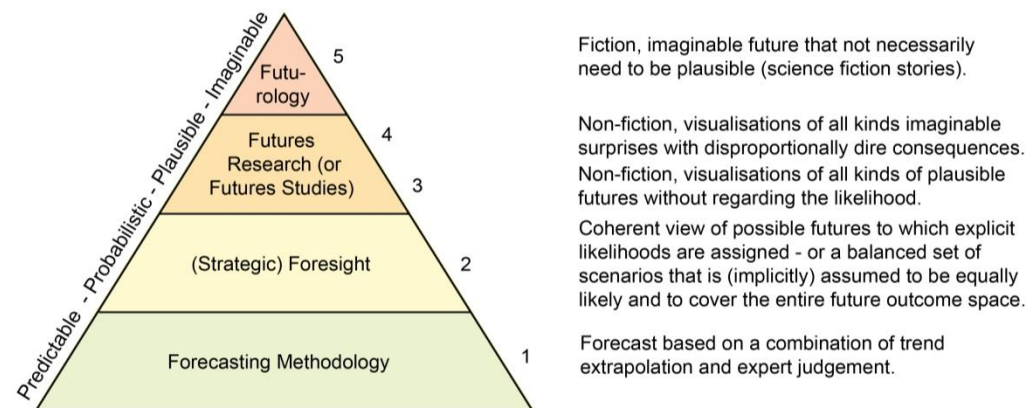 Predictable - Probabilistic - Plausible - Imaginable
5
Futu-
rology
Fiction, imaginable future that not necessarily
need to be plausible (science fiction stories).
4
Futures
Research (or
Futures Studies)
3
Non-fiction, visualisations of all kinds imaginable
surprises with disproportionally dire consequences.
Non-fiction, visualisations of all kinds of plausible
futures without regarding the likelihood.
(Strategic) Foresight
2
Coherent view of possible futures to which explicit
likelihoods are assigned - or a balanced set of
scenarios that is (implicitly) assumed to be equally
likely and to cover the entire future outcome space.
Forecasting Methodology
1
Forecast based on a combination of trend
extrapolation and expert judgement.